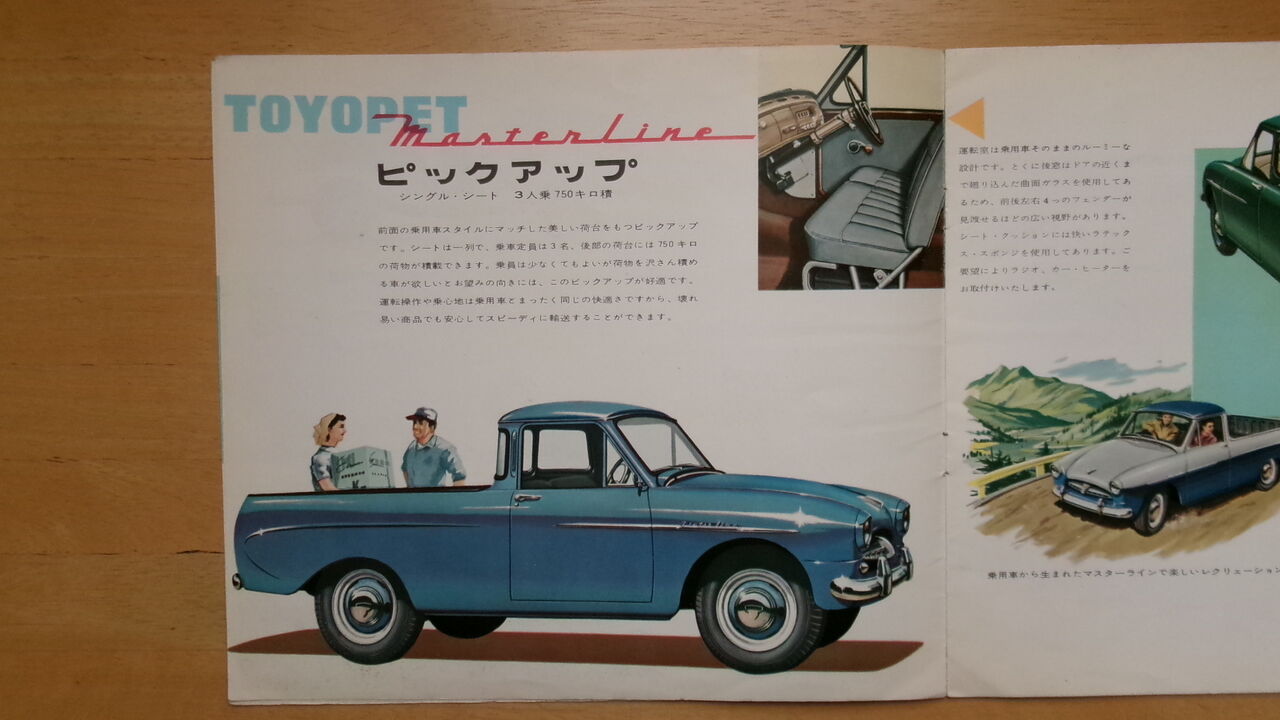 TOYOPET
Masterline
ピックアップ
シングル・シート 3人乗 750キロ積
前面の乗用車スタイルにマッチした美しい荷台をもつピックアップ
です。シートは一列で、乗車定員は3名、後部の荷台には750キロ
の荷物が積載できます。乗員は少なくてもよいが荷物を沢さん積め
る車が欲しいとお望みの向きには、このピックアップが好適です。
運転操作や乗心地は乗用車とまったく同じの快適さですから、壊れ
易い商品でも安心してスピーディに輸送することができます。
運転室は乗用車そのままのルーミーな
設計です。とくに後窓はドアの近くま
で廻り込んだ曲面ガラスを使用してあ
るため、前後左右4つのフェンダーが
見渡せるほどの広い視野があります。
シート・クッションには快いラテック
ス・スポンジを使用してあります。ご
要望によりラジオ、カー・ヒーターを
お取付けいたします。
乗用車から生まれたマスターラインで楽しいレクリェーション